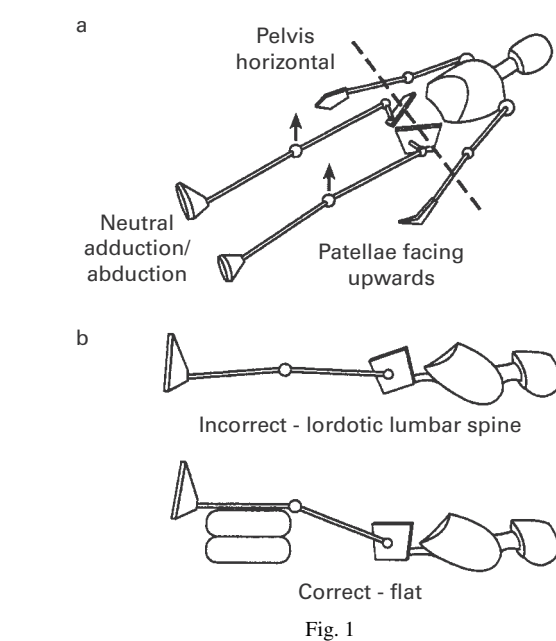 a
Pelvis
horizontal
Neutral
adduction/
abduction
Patellae facing
upwards
b
Incorrect - lordotic lumbar spine
Correct - flat
Fig. 1